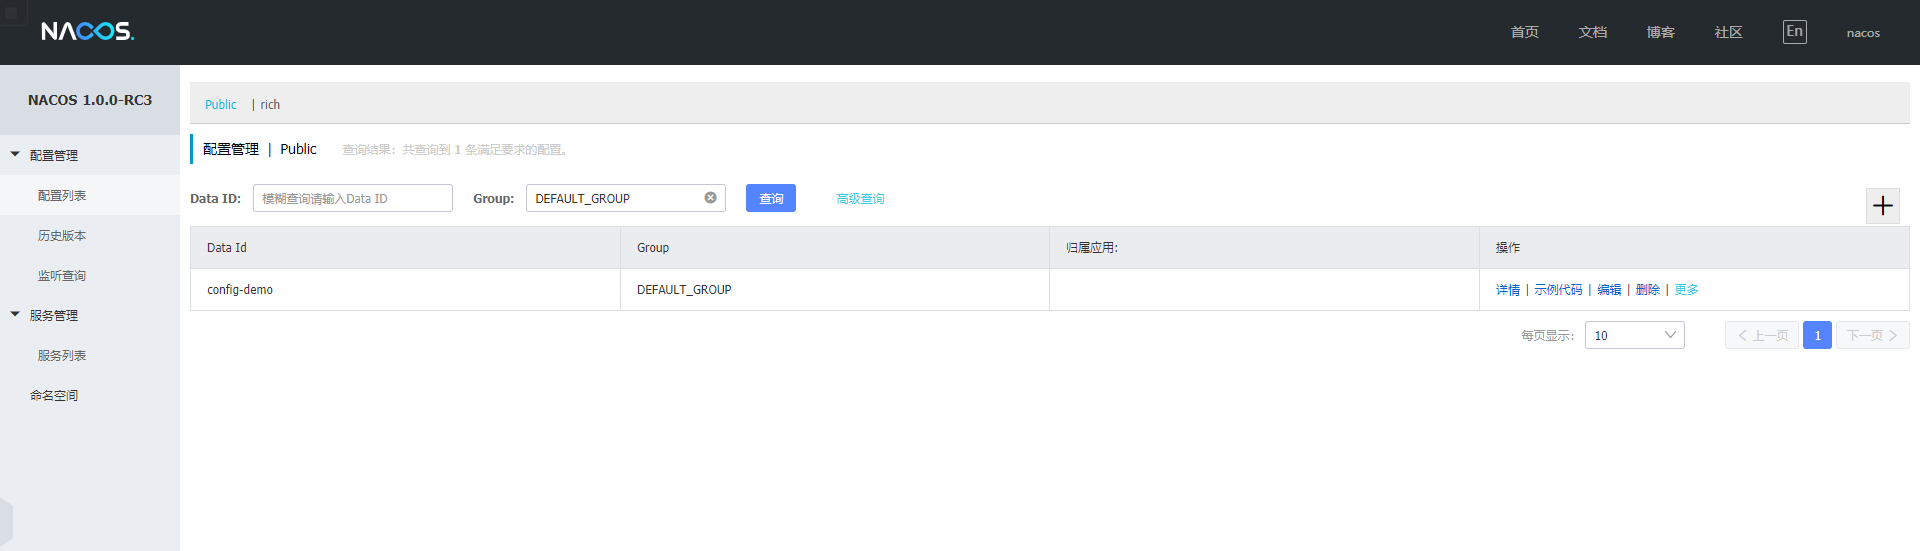 NACOS.
首页 文档 博客 社区 En nacos
NACOS 1.0.0-RC3
配置管理
配置列表
历史版本
监听查询
服务管理
服务列表
命名空间
Public | rich
配置管理 | Public 查询结果：共查询到 1 条满足要求的配置。
Data ID: 模糊查询请输入Data ID Group: DEFAULT_GROUP 查询 高级查询
Data Id Group 归属应用: 操作
config-demo DEFAULT_GROUP 详情 | 示例代码 | 编辑 | 删除 | 更多
每页显示: 10 上一页 1 下一页